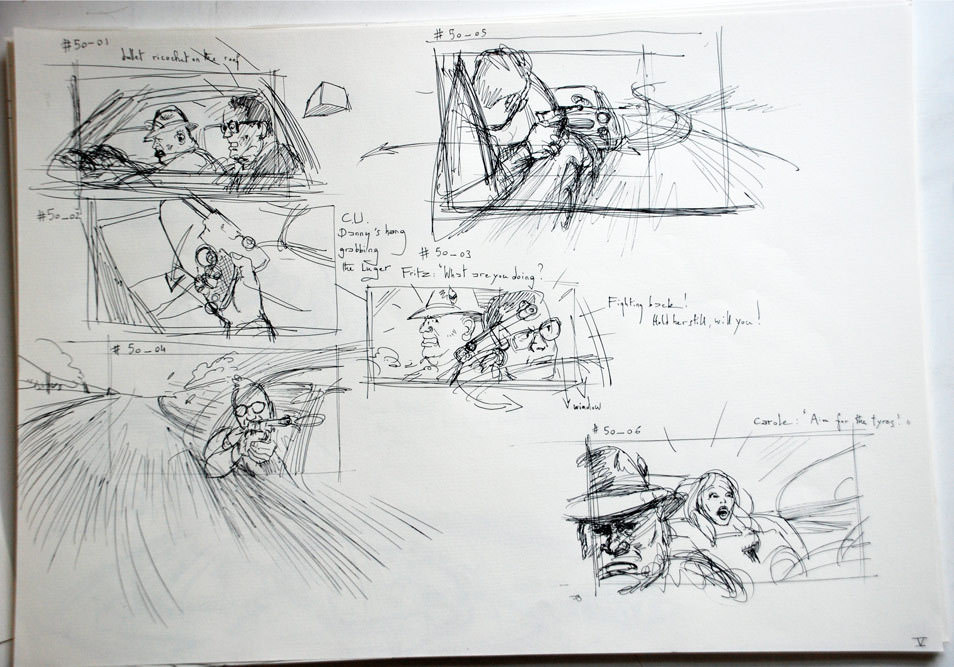 #50-01
bullet ricochet on the roof
#50-02
C.U.
Danny's hang
grabbing
the Luger
#50-03
Fritz: "What are you doing?
Fighting back!
Hold her still, will you!
window
#50-04
#50-05
#50-06
Carole: "Aim for the tyres!
V